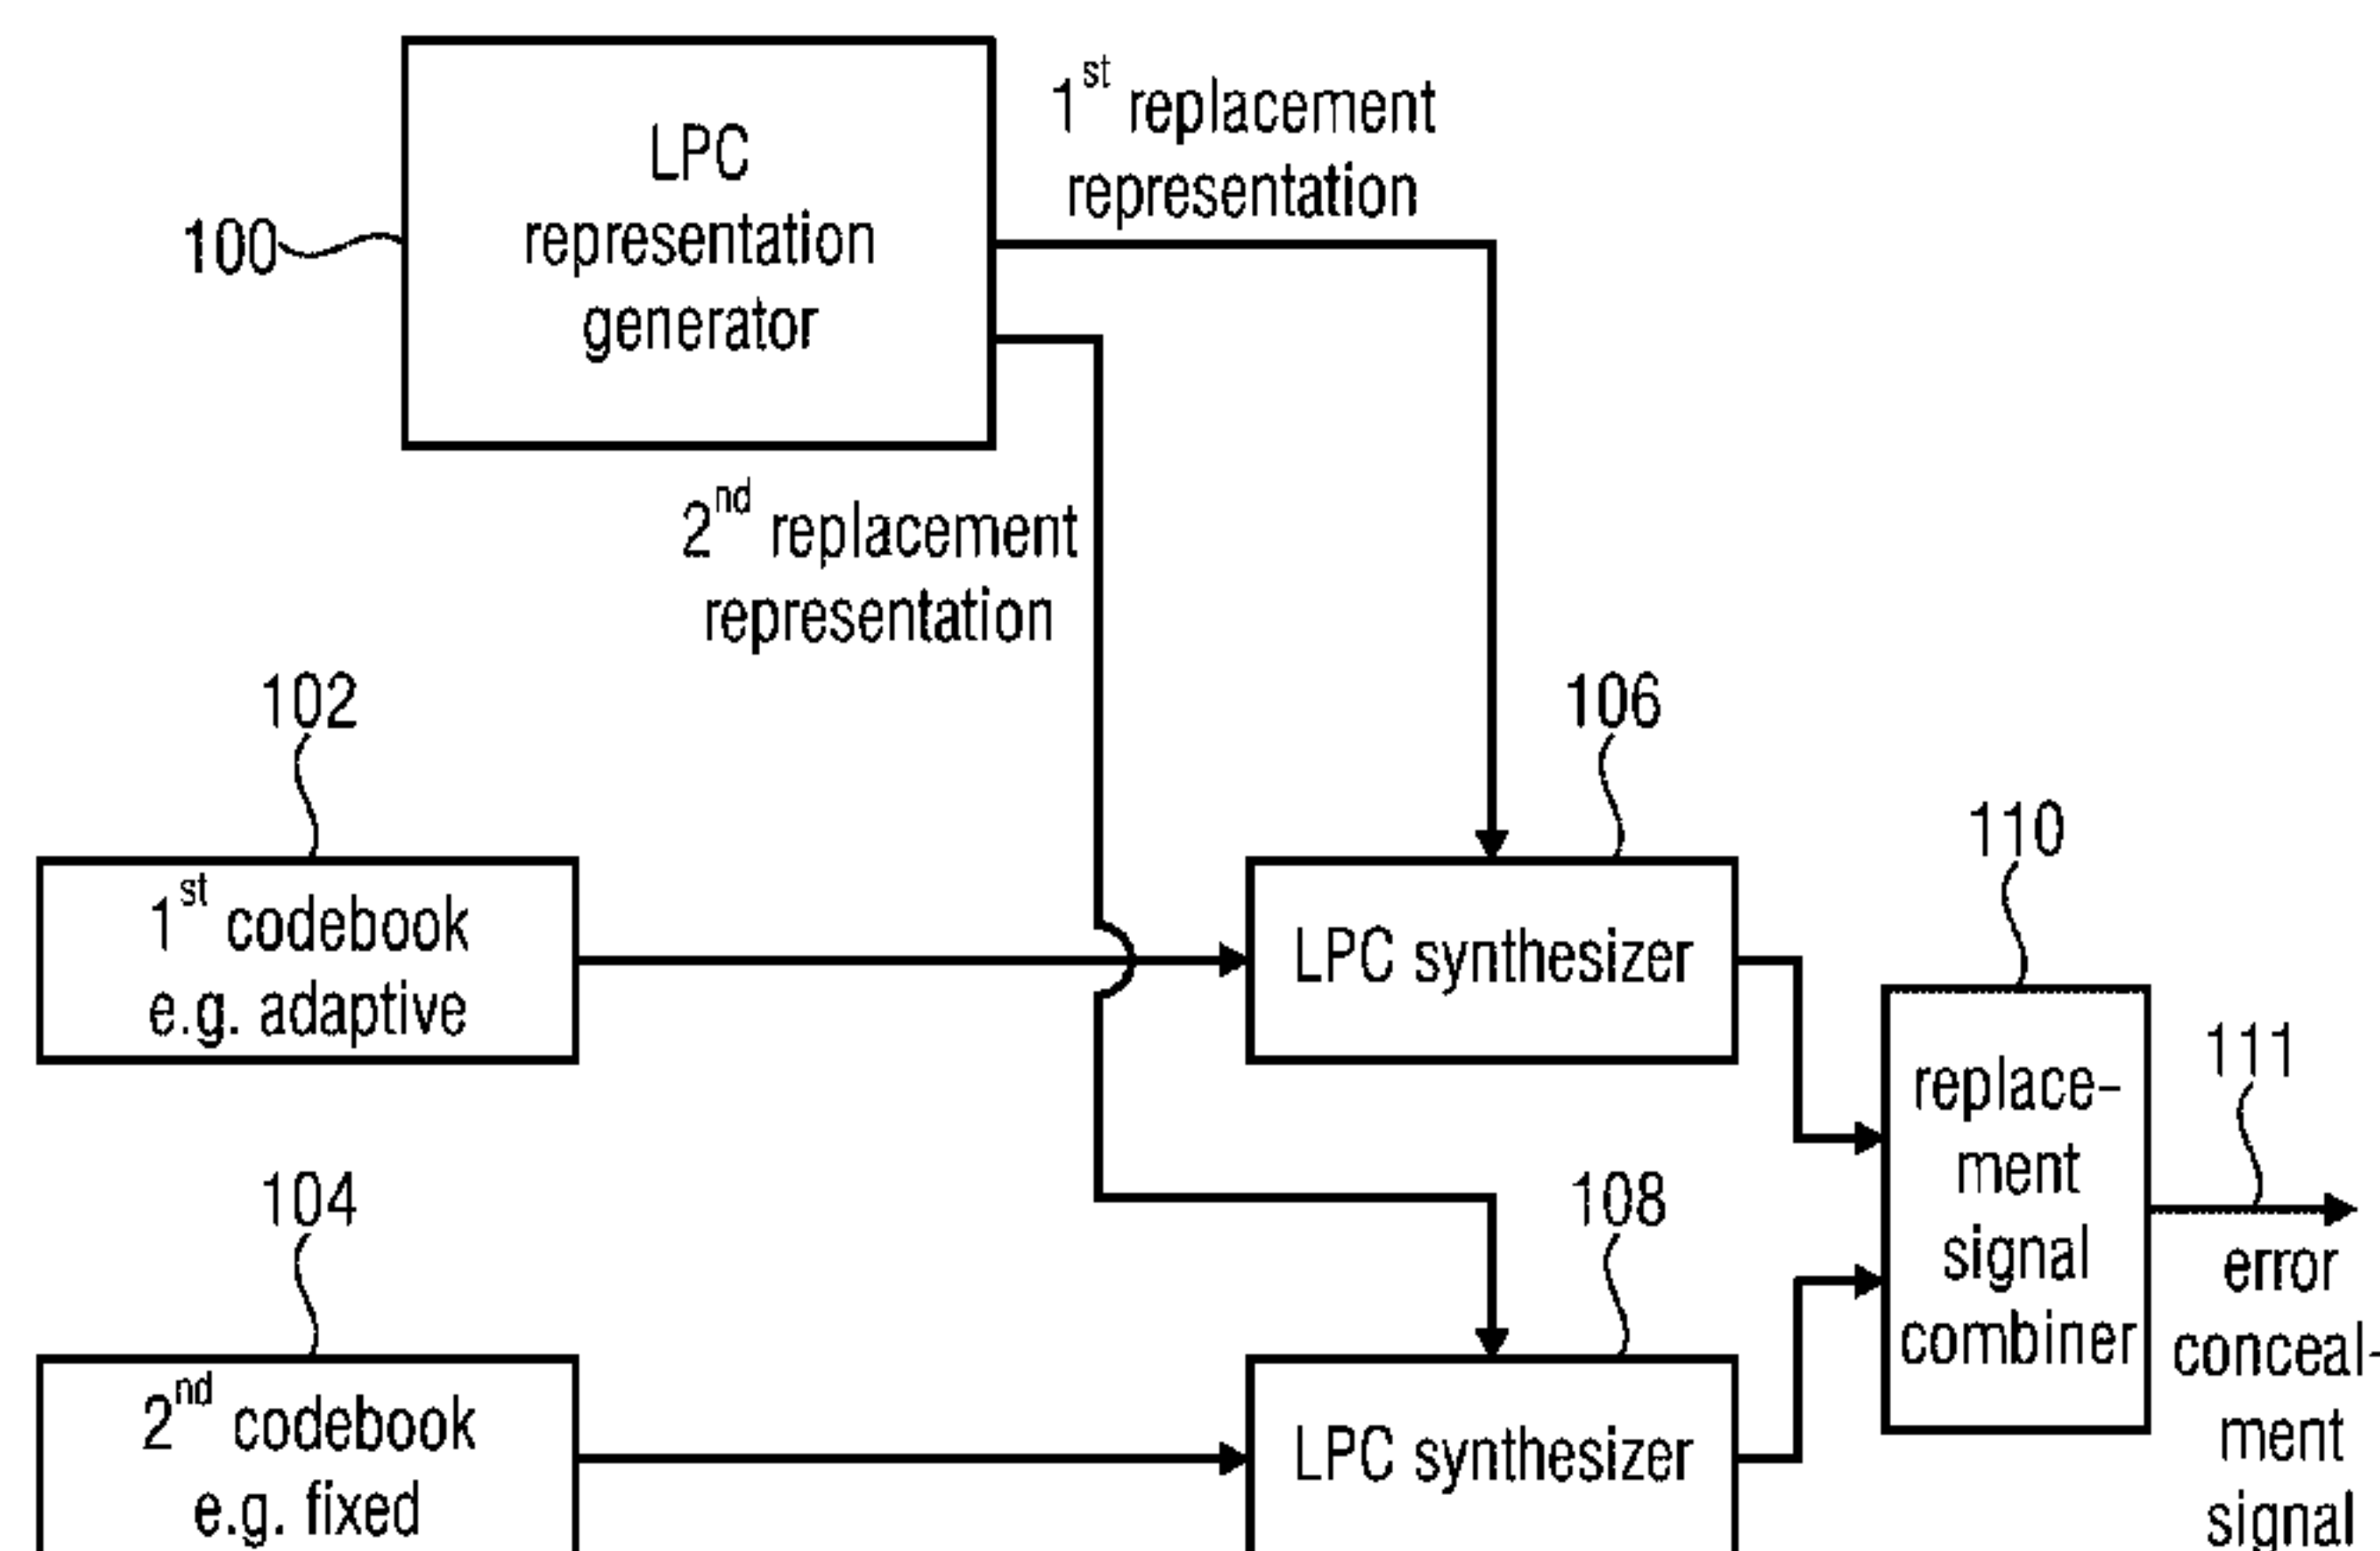 LPC
representation
generator
100
1st replacement
representation
2nd replacement
representation
102
1st codebook
e.g. adaptive
106
LPC synthesizer
110
replace-
ment
signal
combiner
111
error
conceal-
ment
signal
104
2nd codebook
e.g. fixed
108
LPC synthesizer